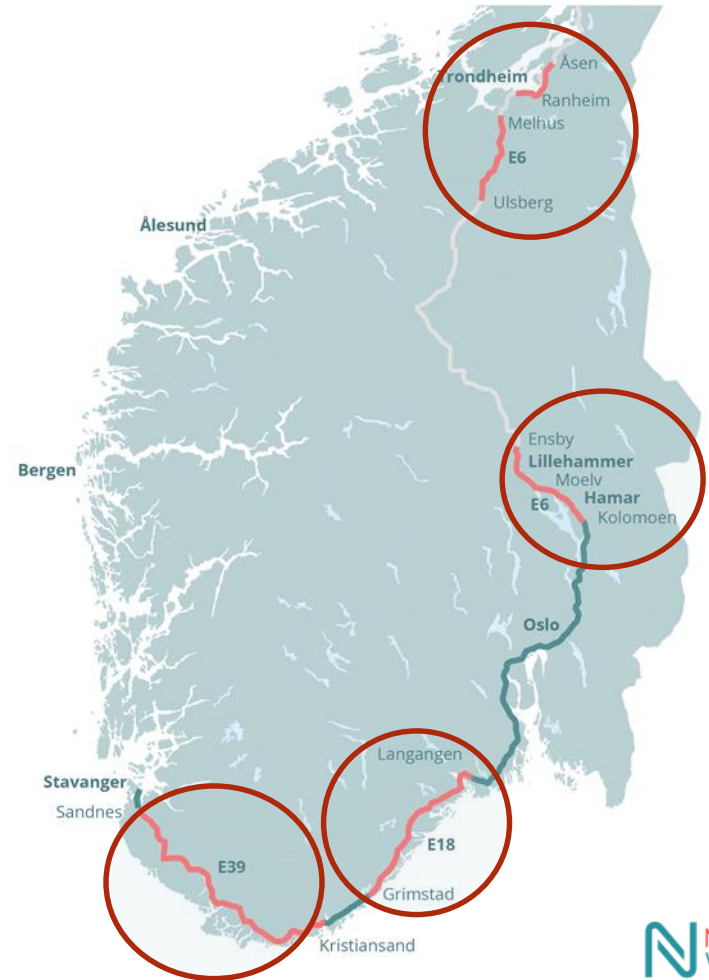 Åsen
Trondheim
Ranheim
Melhus
E6
Ulsberg
Ålesund
Ensby
Lillehammer
Moelv
Bergen
Hamar
E6
Kolomoen
Oslo
Langangen
Stavanger
Sandnes
E18
E39
Grimstad
Kristiansand
N